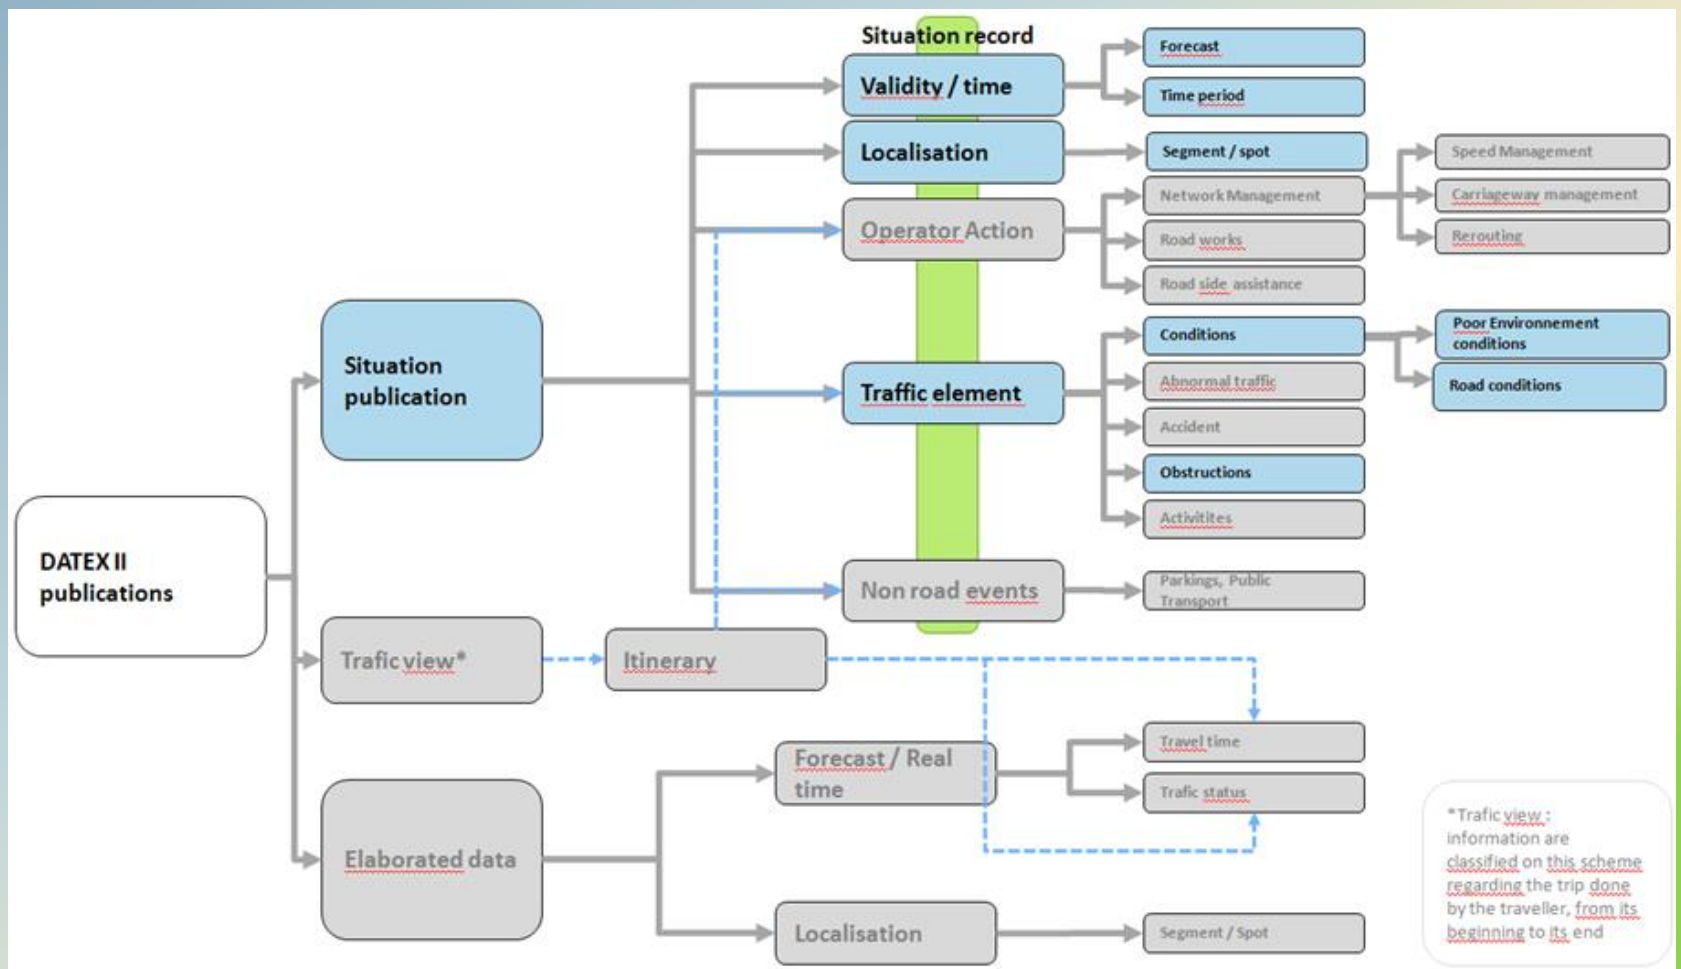 Situation record
Validity / time
Forecast
Time period
Localisation
Segment / spot
Operator Action
Network Management
Speed Management
Carriageway management
Rerouting
Road works
Road side assistance
Situation
publication
Traffic element
Conditions
Poor Environnement
conditions
Road conditions
Abnormal traffic
Accident
Obstructions
Activitites
Non road events
Parkings, Public
Transport
DATEX II
publications
Trafic view*
Itinerary
Elaborated data
Forecast / Real
time
Travel time
Trafic status
Localisation
Segment / Spot
*Trafic view :
information are
classified on this scheme
regarding the trip done
by the traveller, from its
beginning to its end